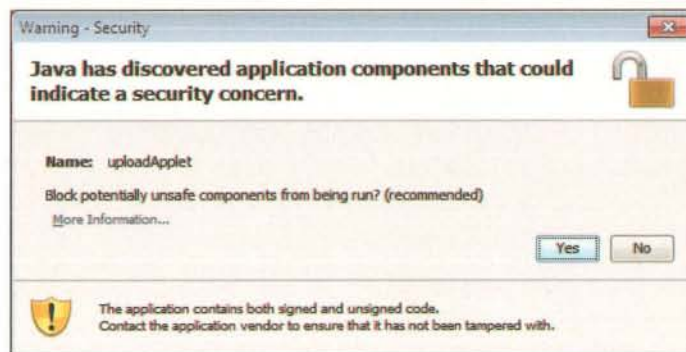 Warning - Security
Java has discovered application components that could
indicate a security concern.
Name: uploadApplet
Block potentially unsafe components from being run? (recommended)
More Information...
Yes No
The application contains both signed and unsigned code.
Contact the application vendor to ensure that it has not been tampered with.